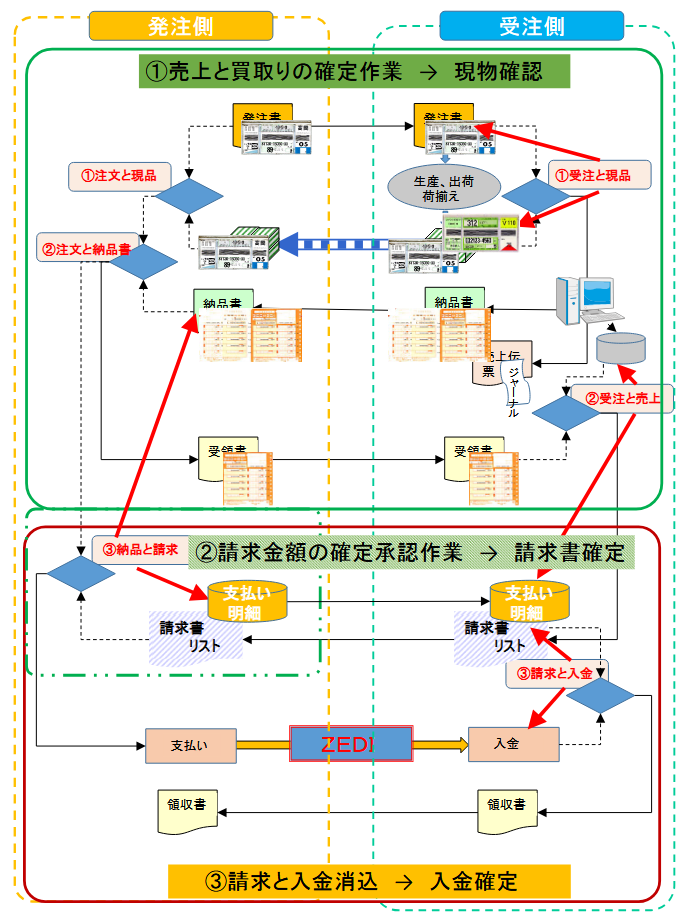 発注側
受注側
①売上と買取りの確定作業 → 現物確認
発注書
発注書
①注文と現品
生産、出荷
荷揃え
①受注と現品
②注文と納品書
納品書
納品書
売上伝
票
ジャーナル
②受注と売上
受領書
受領書
③納品と請求
②請求金額の確定承認作業 → 請求書確定
支払い
明細
支払い
明細
請求書
リスト
請求書
リスト
③請求と入金
支払い
ZEDI
入金
領収書
領収書
③請求と入金消込 → 入金確定